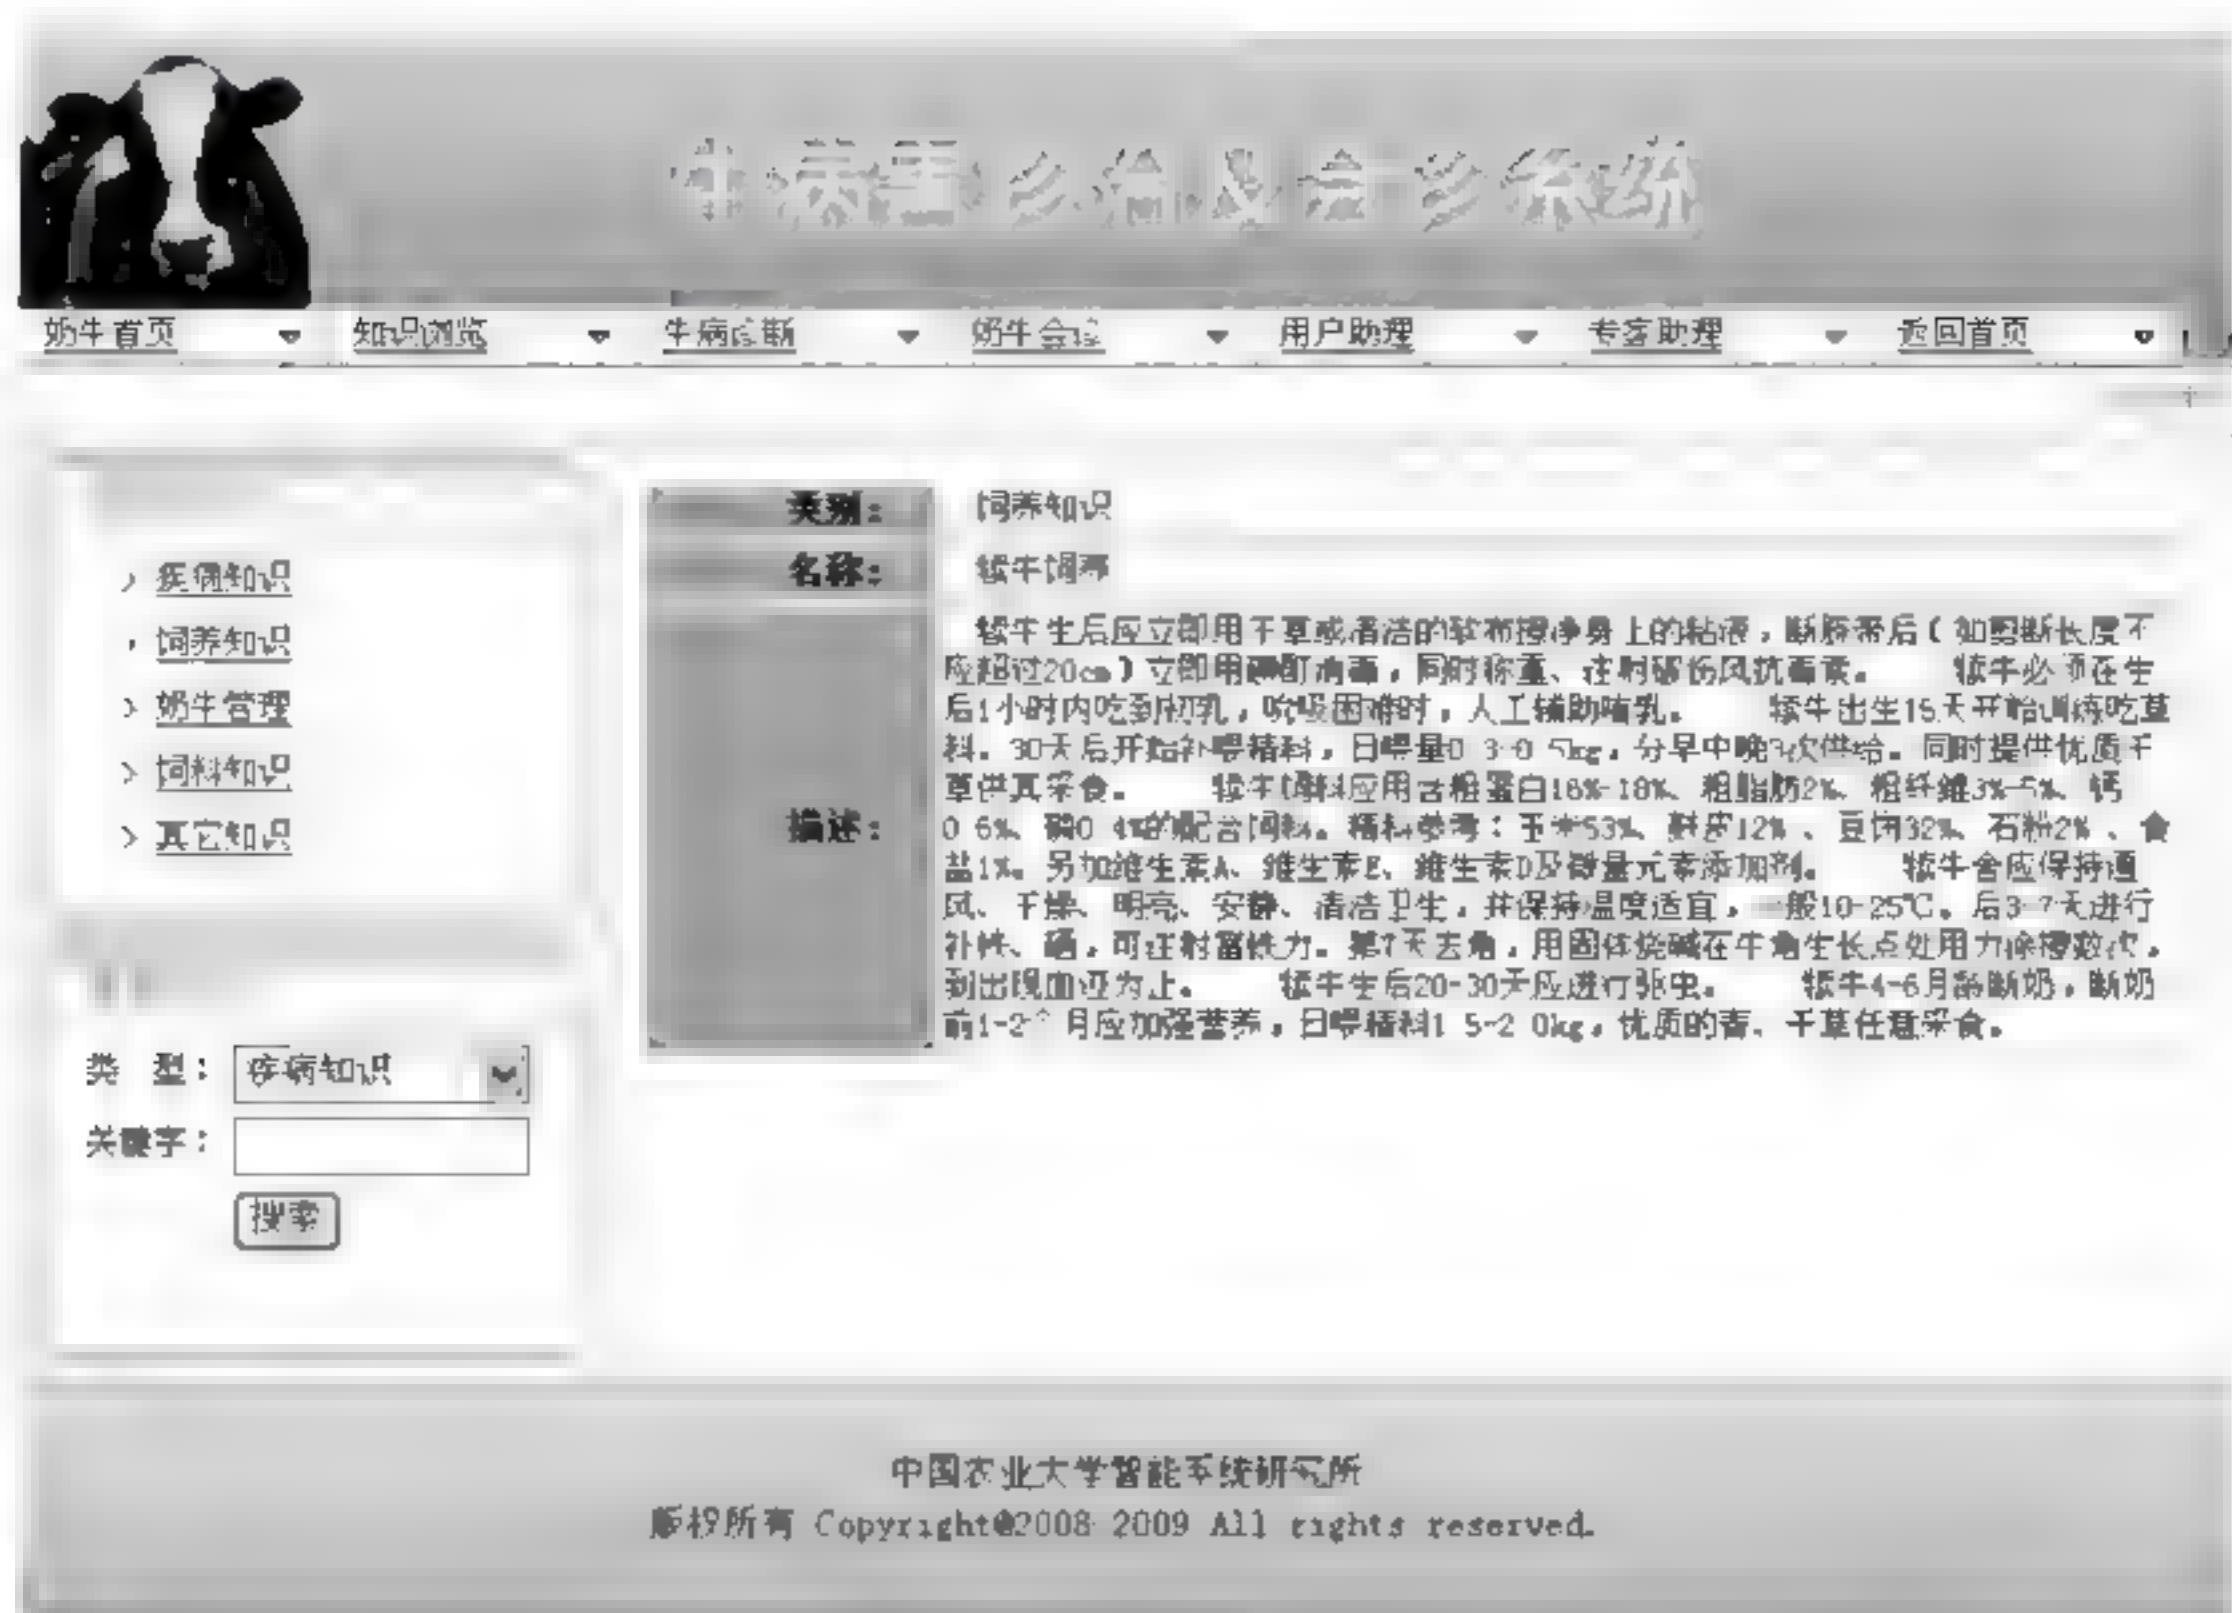 奶牛首页 知识浏览 牛病诊断 奶牛会诊 用户助理 专家助理 返回首页
疾病知识
饲养知识
奶牛管理
饲料知识
其它知识
类 型： 疾病知识
关键字：
搜索
类别： 饲养知识
名称： 犊牛饲养
描述：
犊牛生后应立即用干草或清洁的软布擦净身上的粘液，断脐带后（如剪断长度不
应超过20cm）立即用碘酊消毒，同时称重、注射破伤风抗毒素。 犊牛必须在生
后1小时内吃到初乳，吮吸困难时，人工辅助哺乳。 犊牛出生15天开始训练吃草
料。30天后开始补喂精料，日喂量0.3-0.5kg，分早中晚3次供给。同时提供优质干
草供其采食。 犊牛饲料应用含粗蛋白16%-18%、粗脂肪2%、粗纤维3%-5%、钙
0.6%、磷0.4%的配合饲料。精料参考：玉米53%、麸皮12%、豆饼32%、石粉2%、食
盐1%。另加维生素A、维生素E、维生素D及微量元素添加剂。 犊牛舍应保持通
风、干燥、明亮、安静、清洁卫生，并保持温度适宜，一般10-25℃。后3-7天进行
补铁、硒，可注射富铁力。第7天去角，用固体烧碱在牛角生长点处用力涂擦数次，
到出现血迹为止。 犊牛生后20-30天应进行驱虫。 犊牛4-6月龄断奶，断奶
前1-2个月应加强营养，日喂精料1.5-2.0kg，优质的青、干草任意采食。
中国农业大学智能系统研究所
版权所有 Copyright@2008-2009 All rights reserved.